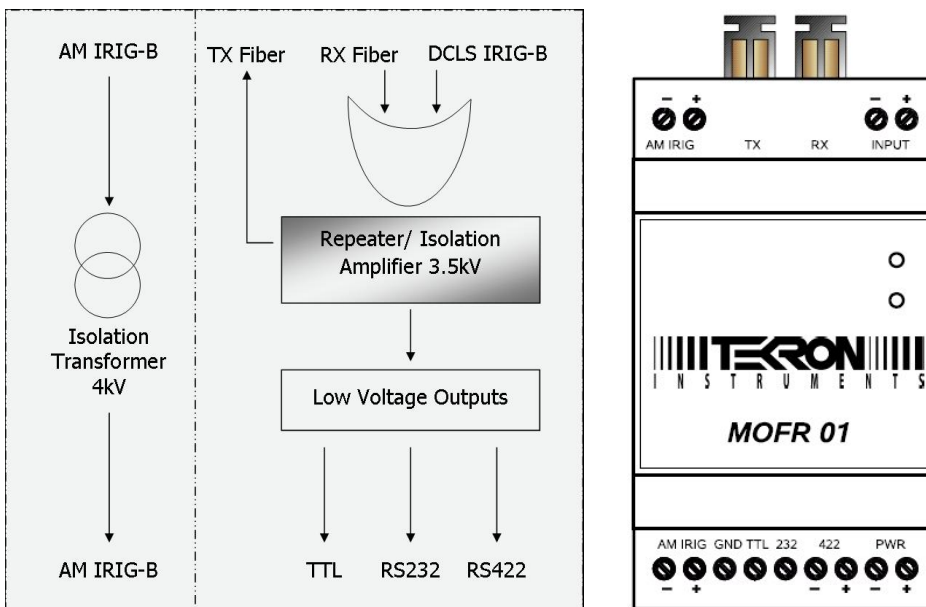 AM IRIG-B
TX Fiber
RX Fiber
DCLS IRIG-B
Repeater/ Isolation
Amplifier 3.5kV
Isolation
Transformer
4kV
Low Voltage Outputs
AM IRIG-B
TTL
RS232
RS422
- +
- +
AM IRIG
TX
RX
INPUT
TEKRON
INSTRUMENTS
MOFR 01
AM IRIG GND TTL 232 422 PWR
- + - + - +